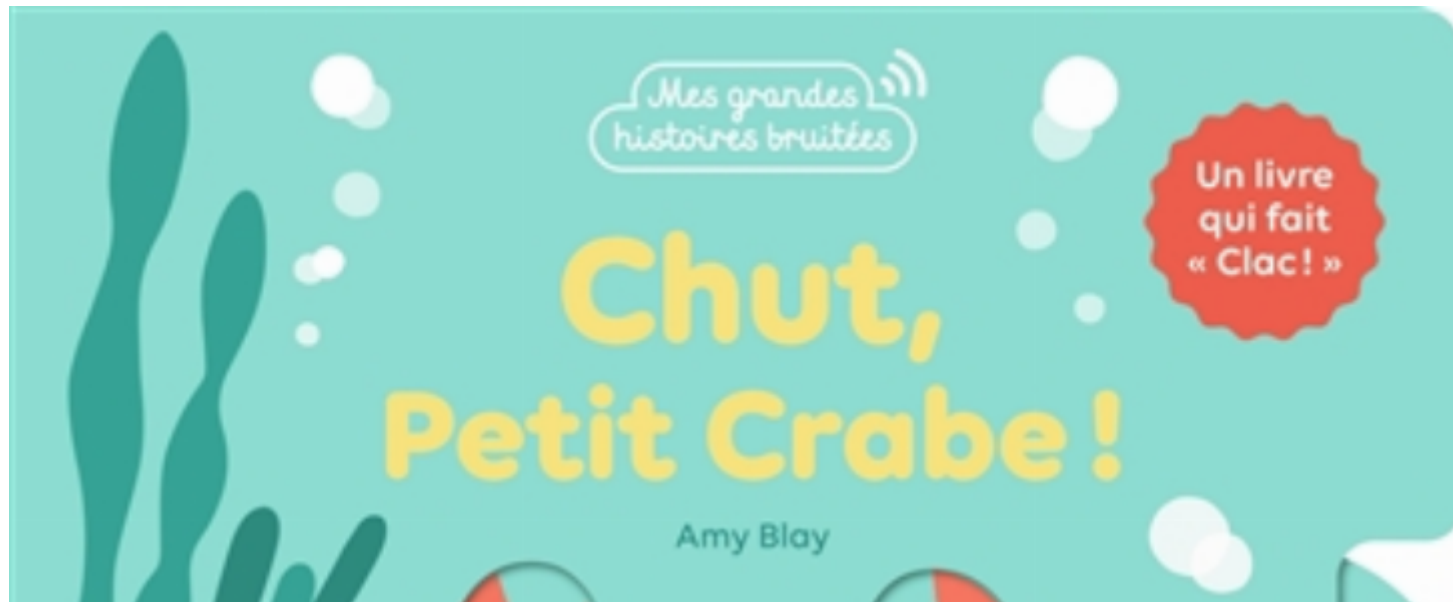 Mes grandes
histoires bruitées
Un livre
qui fait
« Clac! »
Chut,
Petit Crabe!
Amy Blay